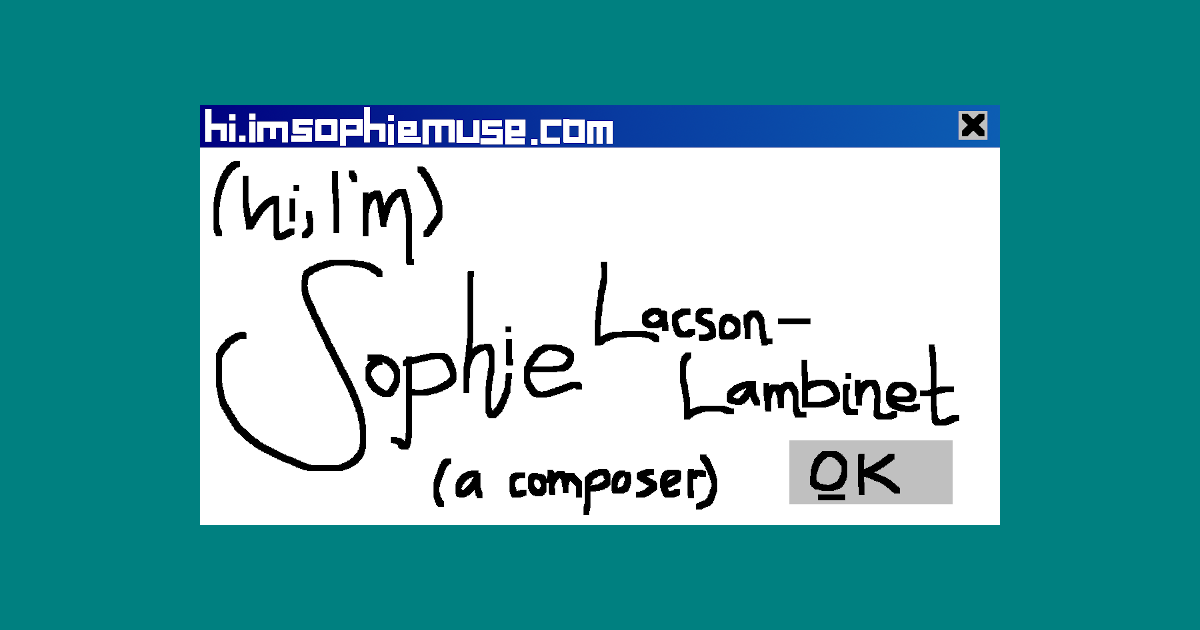 hi.imsophiemuse.com
(hi, I'm)
Sophie Lacson-
Lambinet
(a composer)
OK